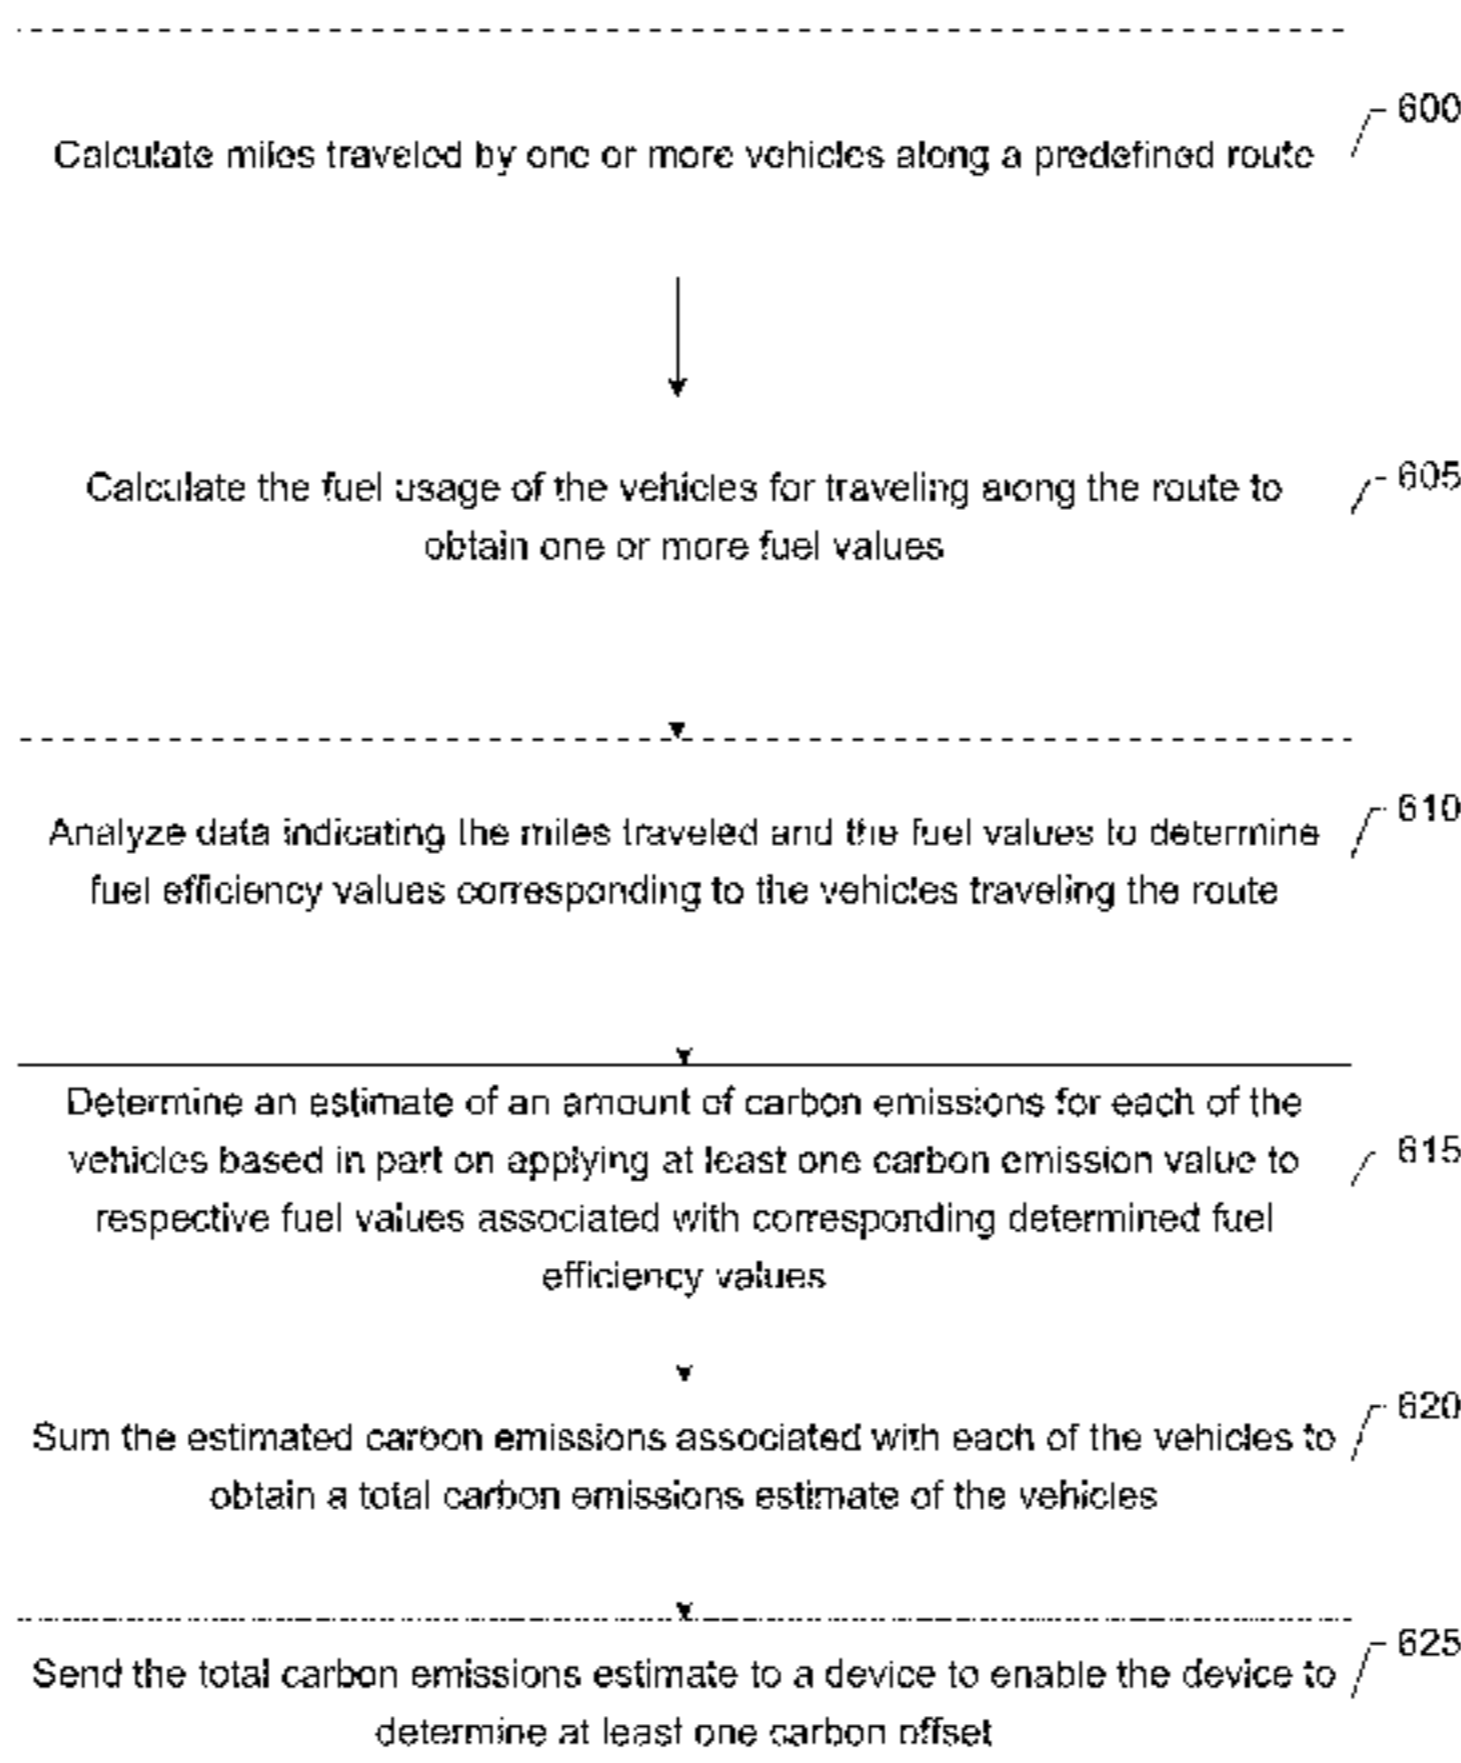 600
Calculate miles traveled by one or more vehicles along a predefined route
605
Calculate the fuel usage of the vehicles for traveling along the route to
obtain one or more fuel values
610
Analyze data indicating the miles traveled and the fuel values to determine
fuel efficiency values corresponding to the vehicles traveling the route
Determine an estimate of an amount of carbon emissions for each of the
vehicles based in part on applying at least one carbon emission value to
615
respective fuel values associated with corresponding determined fuel
efficiency values
620
Sum the estimated carbon emissions associated with each of the vehicles to
obtain a total carbon emissions estimate of the vehicles
625
Send the total carbon emissions estimate to a device to enable the device to
determine at least one carbon offset